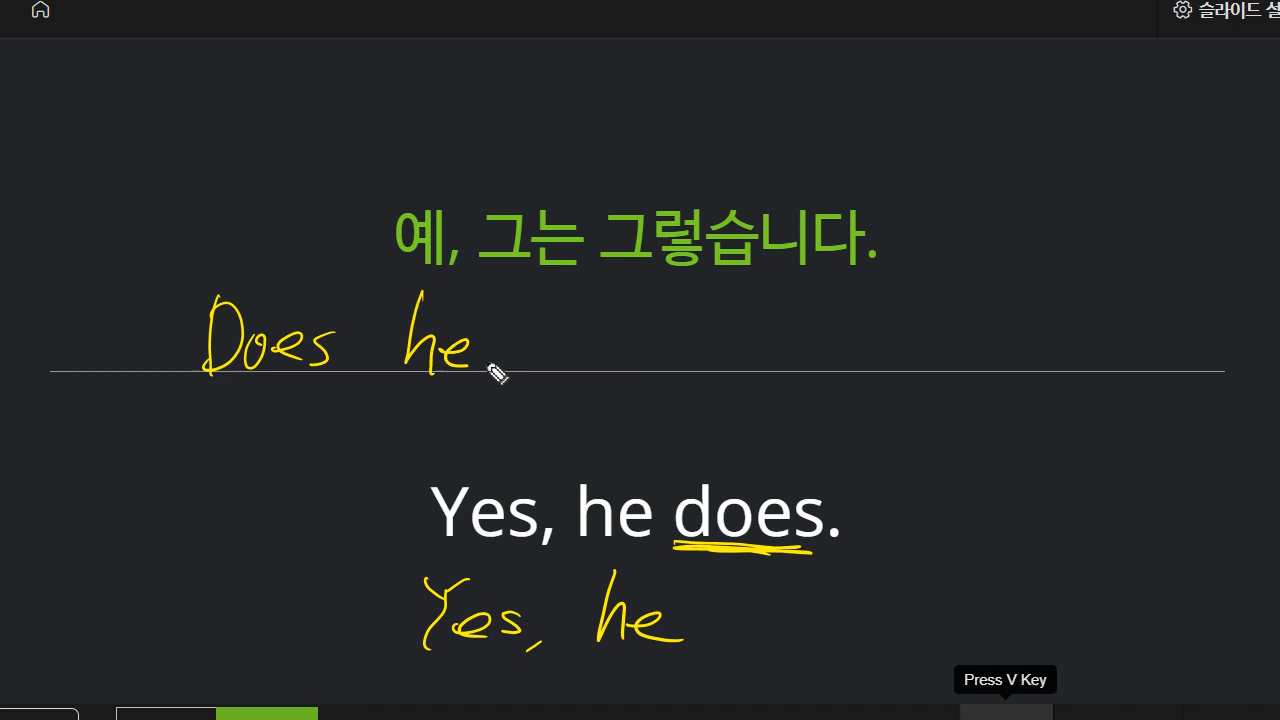 슬라이드 설
예, 그는 그렇습니다.
Does he
Yes, he does.
Yes, he
Press V Key